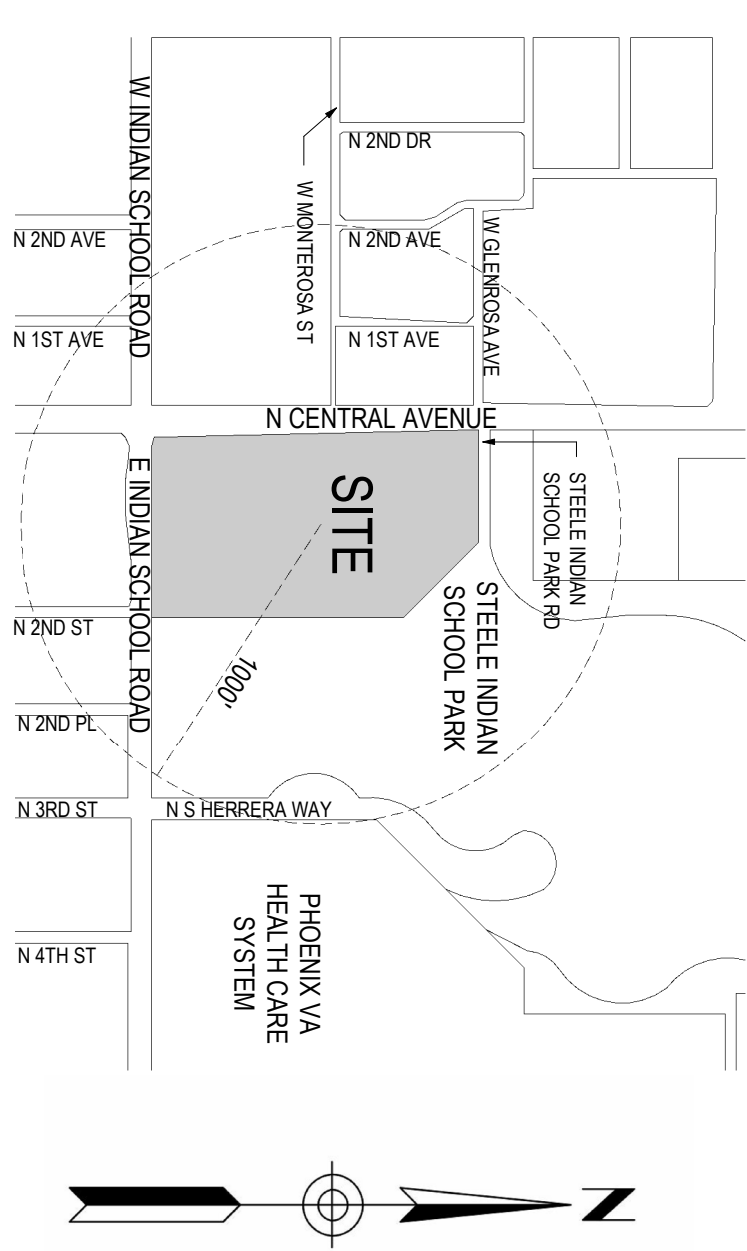 W INDIAN SCHOOL ROAD
N 2ND DR
W MONTEROSA ST
N 2ND AVE
N 2ND AVE
W GLENROSA AVE
N 1ST AVE
N 1ST AVE
N CENTRAL AVENUE
E INDIAN SCHOOL ROAD
SITE
STEELE INDIAN
SCHOOL PARK RD
STEELE INDIAN
SCHOOL PARK
N 2ND ST
1000'
N 2ND PL
N 3RD ST
N S HERRERA WAY
PHOENIX VA
HEALTH CARE
SYSTEM
N 4TH ST
N